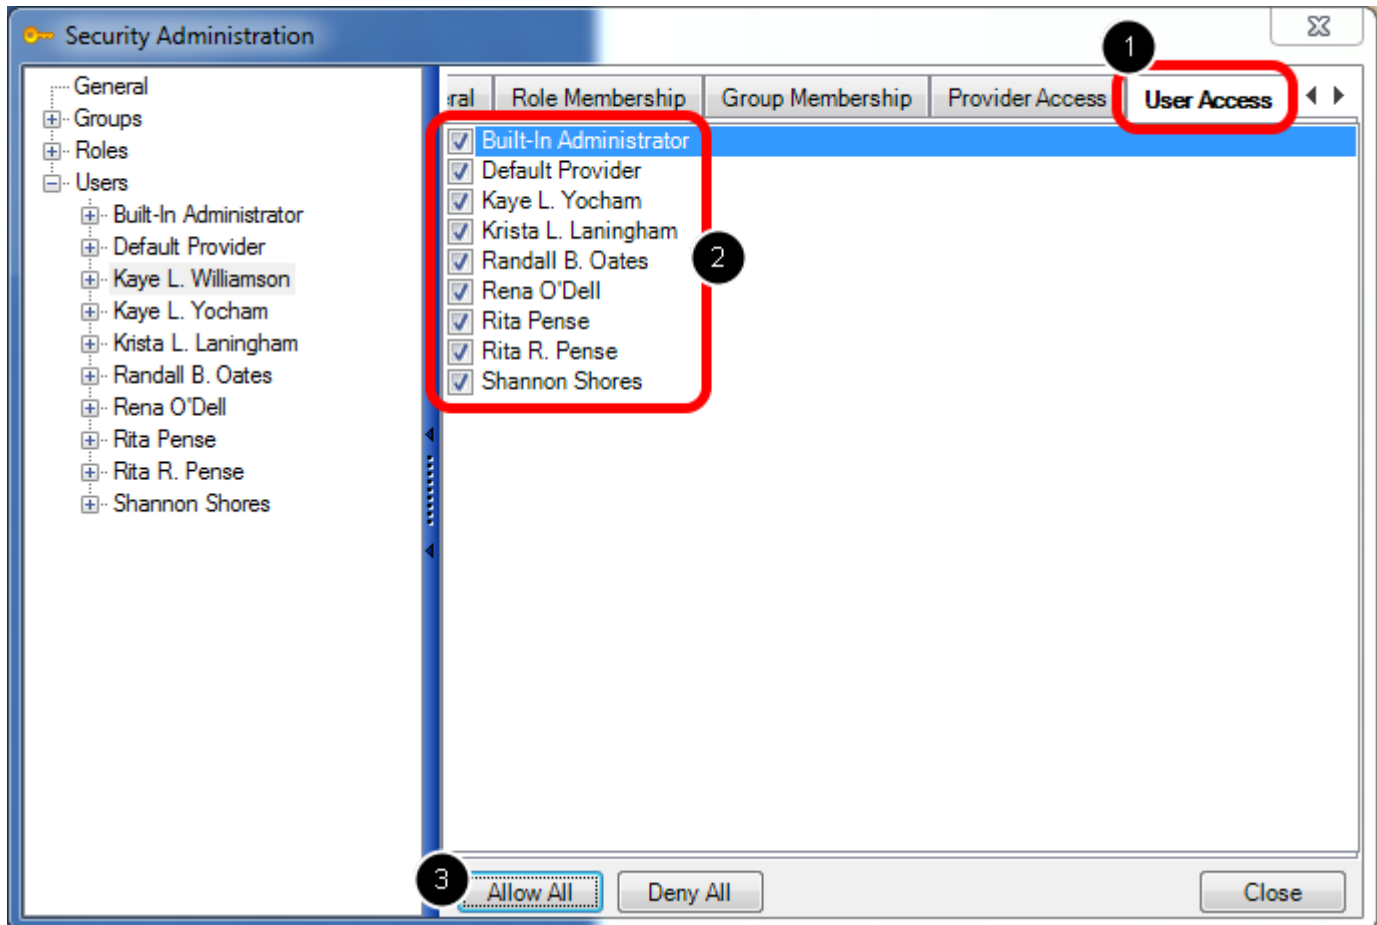 Security Administration
1
General
Groups
Roles
Users
Built-In Administrator
Default Provider
Kaye L. Williamson
Kaye L. Yocham
Krista L. Laningham
Randall B. Oates
Rena O'Dell
Rita Pense
Rita R. Pense
Shannon Shores
eral Role Membership Group Membership Provider Access User Access
Built-In Administrator
Default Provider
Kaye L. Yocham
Krista L. Laningham
Randall B. Oates
Rena O'Dell
Rita Pense
Rita R. Pense
Shannon Shores
2
3
Allow All Deny All Close